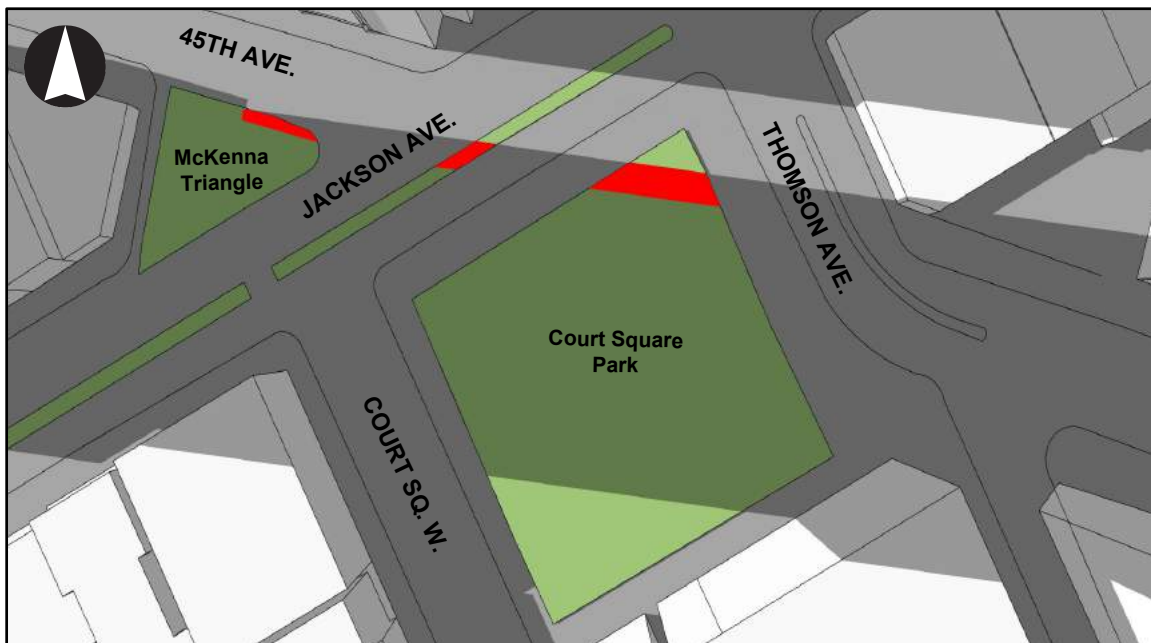 45TH AVE.
McKenna
Triangle
JACKSON AVE.
THOMSON AVE.
Court Square
Park
COURT SQ. W.